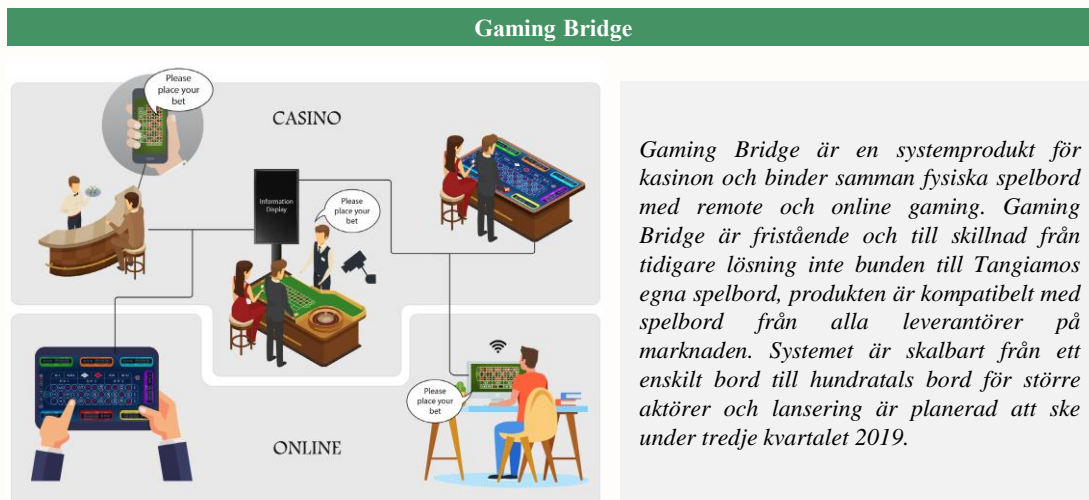 Gaming Bridge
Please
place your
bet
CASINO
Information
Display
Please
place your
bet
Please
place your
bet
ONLINE
Gaming Bridge är en systemprodukt för
kasinon och binder samman fysiska spelbord
med remote och online gaming. Gaming
Bridge är fristående och till skillnad från
tidigare lösning inte bunden till Tangiamos
egna spelbord, produkten är kompatibelt med
spelbord från alla leverantörer på
marknaden. Systemet är skalbart från ett
enskilt bord till hundratals bord för större
aktörer och lansering är planerad att ske
under tredje kvartalet 2019.